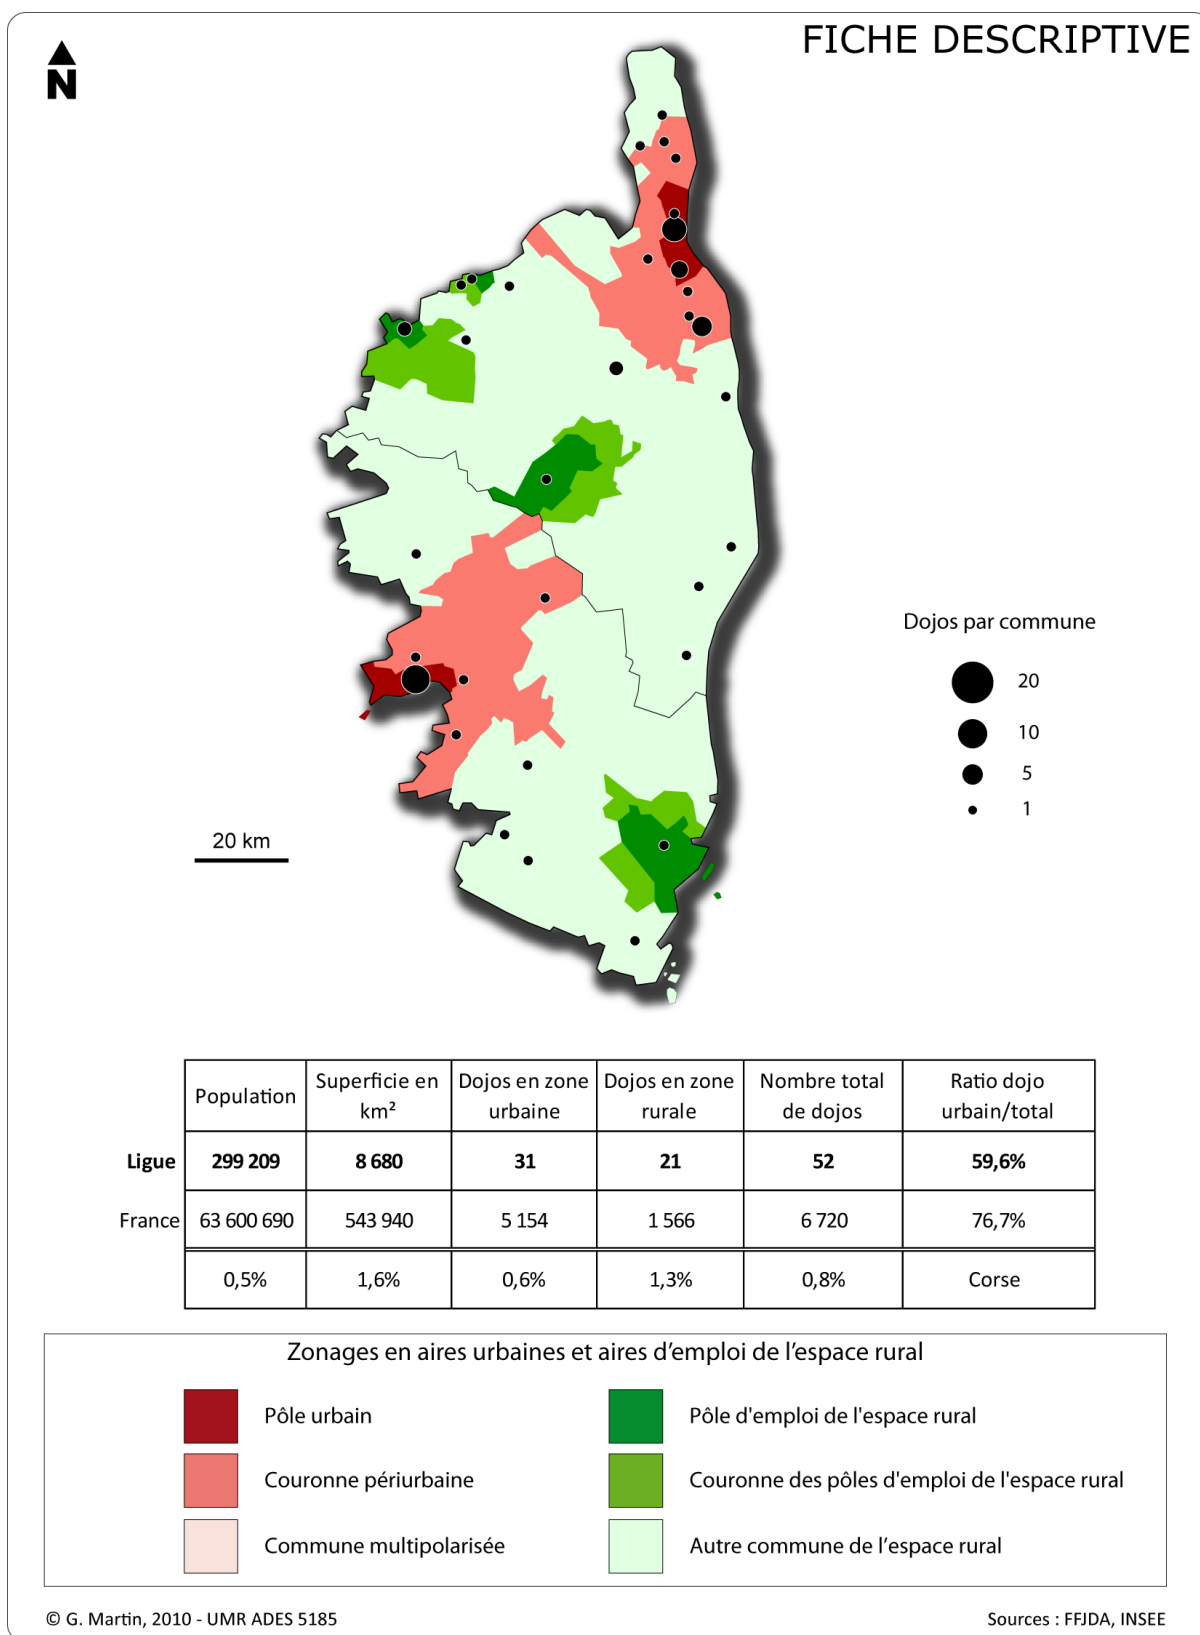 FICHE DESCRIPTIVE
N
Dojos par commune
20
10
5
1
20 km
Population
Superficie en km²
Dojos en zone urbaine
Dojos en zone rurale
Nombre total de dojos
Ratio dojo urbain/total
Ligue 299 209 8 680 31 21 52 59,6%
France 63 600 690 543 940 5 154 1 566 6 720 76,7%
0,5% 1,6% 0,6% 1,3% 0,8% Corse
Zonages en aires urbaines et aires d'emploi de l'espace rural
Pôle urbain
Couronne périurbaine
Commune multipolarisée
Pôle d'emploi de l'espace rural
Couronne des pôles d'emploi de l'espace rural
Autre commune de l'espace rural
© G. Martin, 2010 - UMR ADES 5185
Sources : FFJDA, INSEE